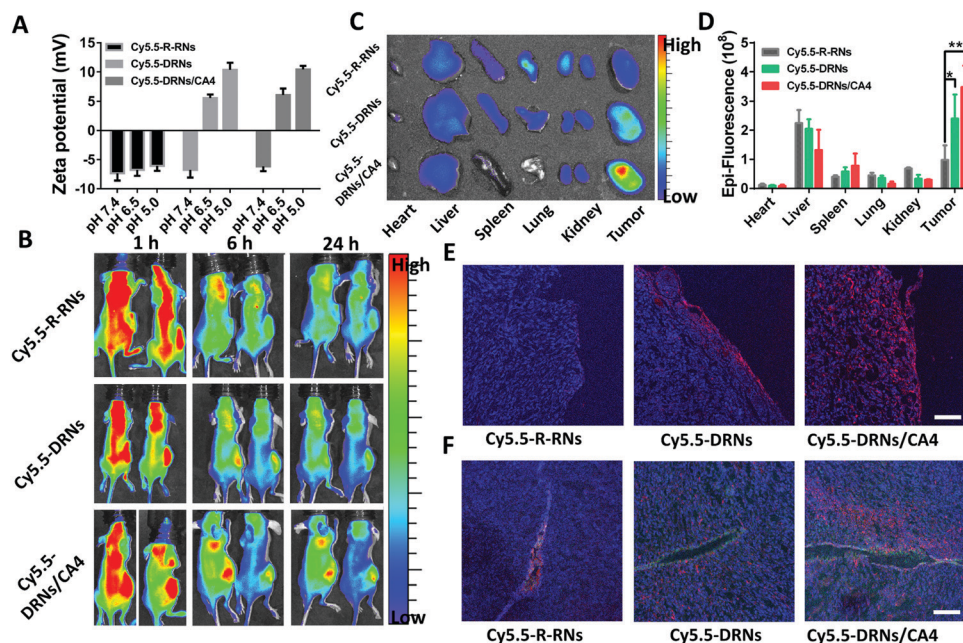 A
Zeta potential (mV)
15
10
5
0
-5
-10
Cy5.5-R-RNs
Cy5.5-DRNs
Cy5.5-DRNs/CA4
pH 7.4
pH 6.5
pH 5.0
pH 7.4
pH 6.5
pH 5.0
pH 7.4
pH 6.5
pH 5.0
B
1 h
6 h
24 h
Cy5.5-R-RNs
Cy5.5-DRNs
Cy5.5-
DRNs/CA4
High
Low
C
Cy5.5-R-RNs
Cy5.5-DRNs
Cy5.5-
DRNs/CA4
Heart
Liver
Spleen
Lung
Kidney
Tumor
High
Low
D
Epi-Fluorescence (10⁸)
5
4
3
2
1
0
Cy5.5-R-RNs
Cy5.5-DRNs
Cy5.5-DRNs/CA4
**
*
Heart
Liver
Spleen
Lung
Kidney
Tumor
E
Cy5.5-R-RNs
Cy5.5-DRNs
Cy5.5-DRNs/CA4
F
Cy5.5-R-RNs
Cy5.5-DRNs
Cy5.5-DRNs/CA4